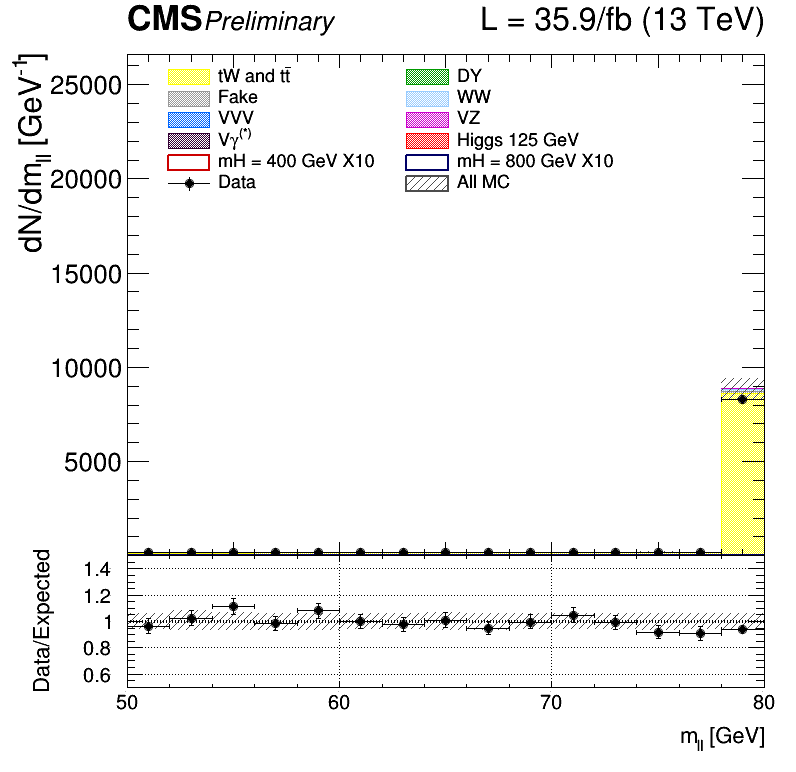 CMS Preliminary L = 35.9/fb (13 TeV)
dN/dm_ll [GeV⁻¹]
tW and tt̄ DY
Fake WW
VVV VZ
Vγ(*) Higgs 125 GeV
mH = 400 GeV X10 mH = 800 GeV X10
Data All MC
25000
20000
15000
10000
5000
Data/Expected
1.4
1.2
1
0.8
0.6
50 60 70 80
m_ll [GeV]